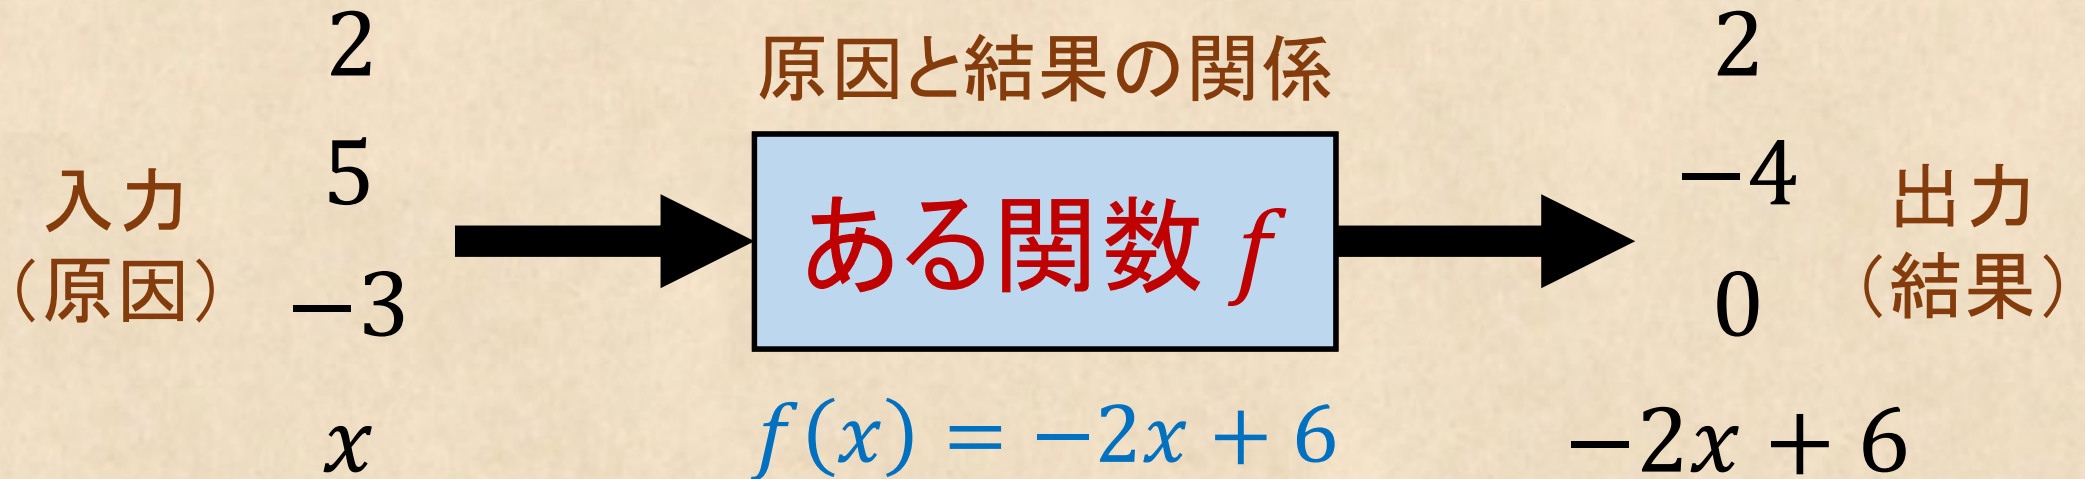 2
5
−3
x
入力
（原因）
原因と結果の関係
ある関数 f
f(x) = −2x + 6
2
−4
0
−2x + 6
出力
（結果）